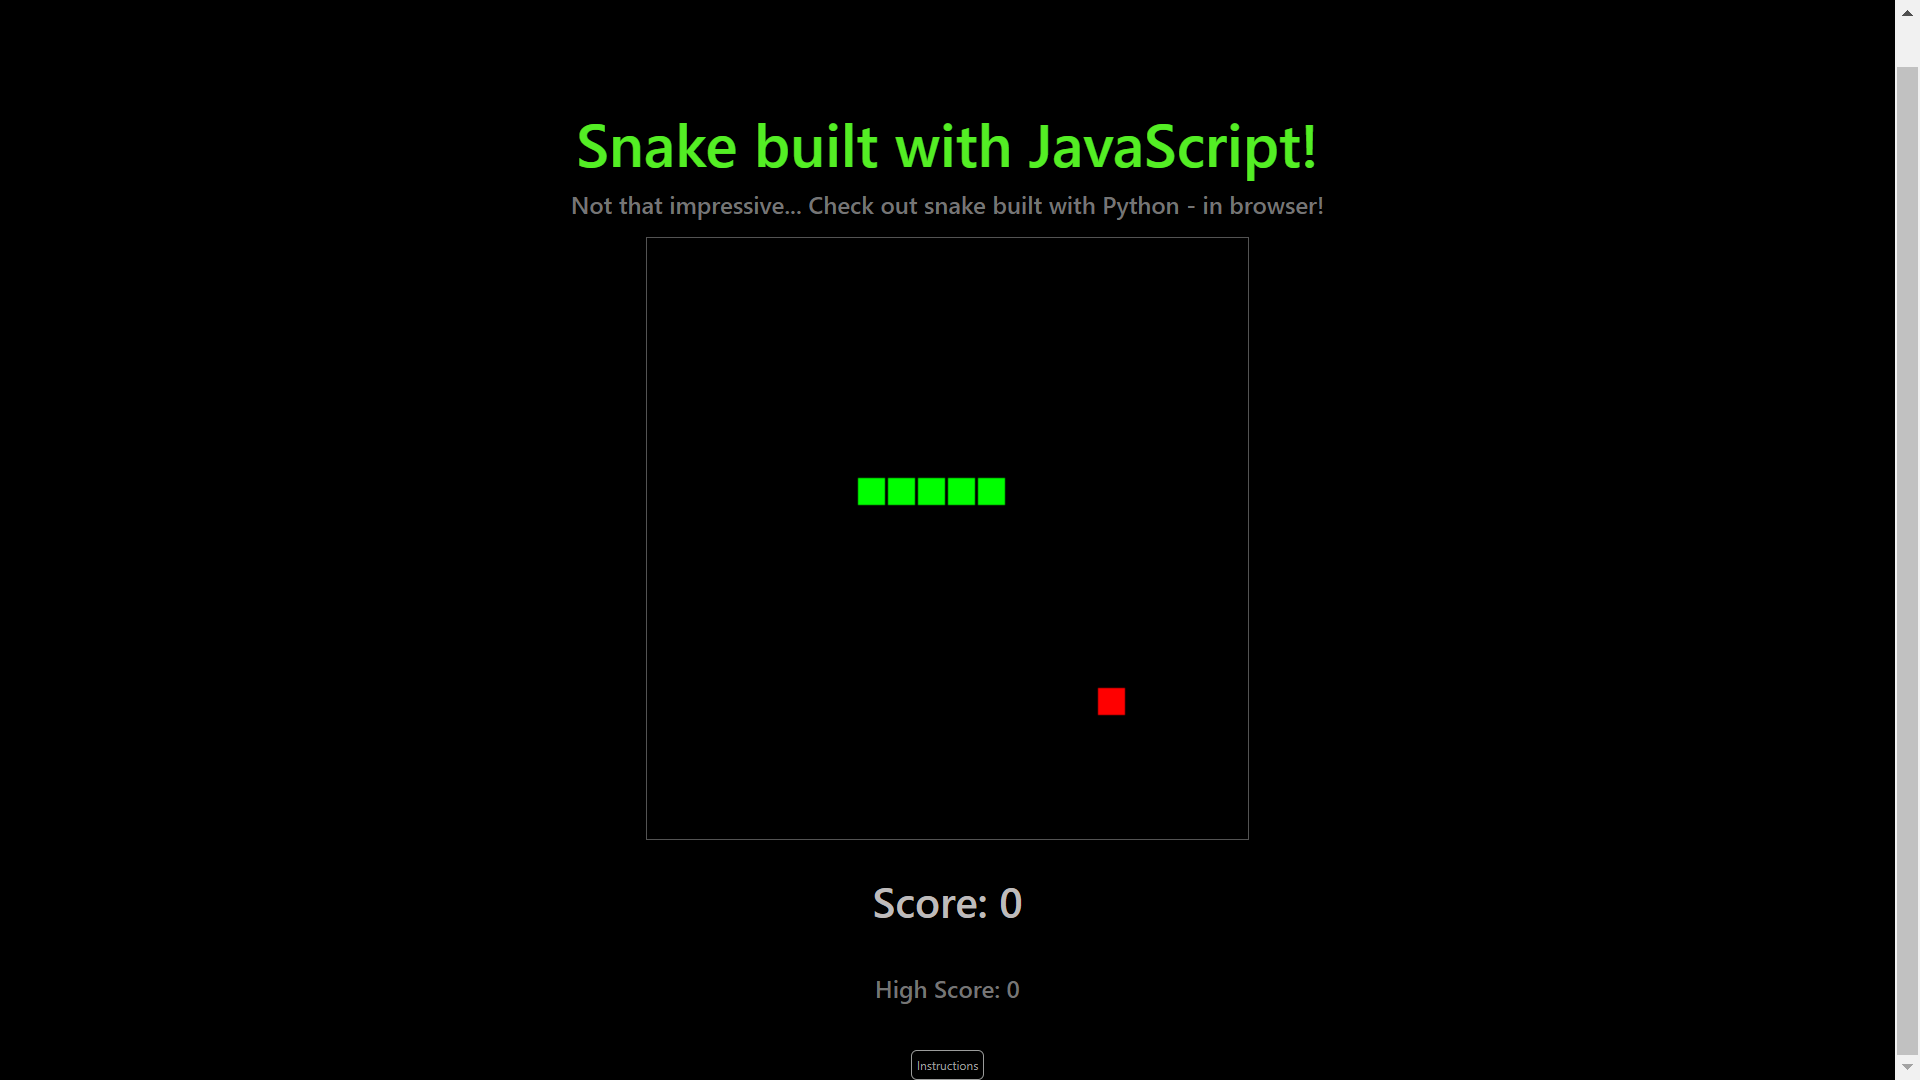 Snake built with JavaScript!
Not that impressive... Check out snake built with Python - in browser!
Score: 0
High Score: 0
Instructions